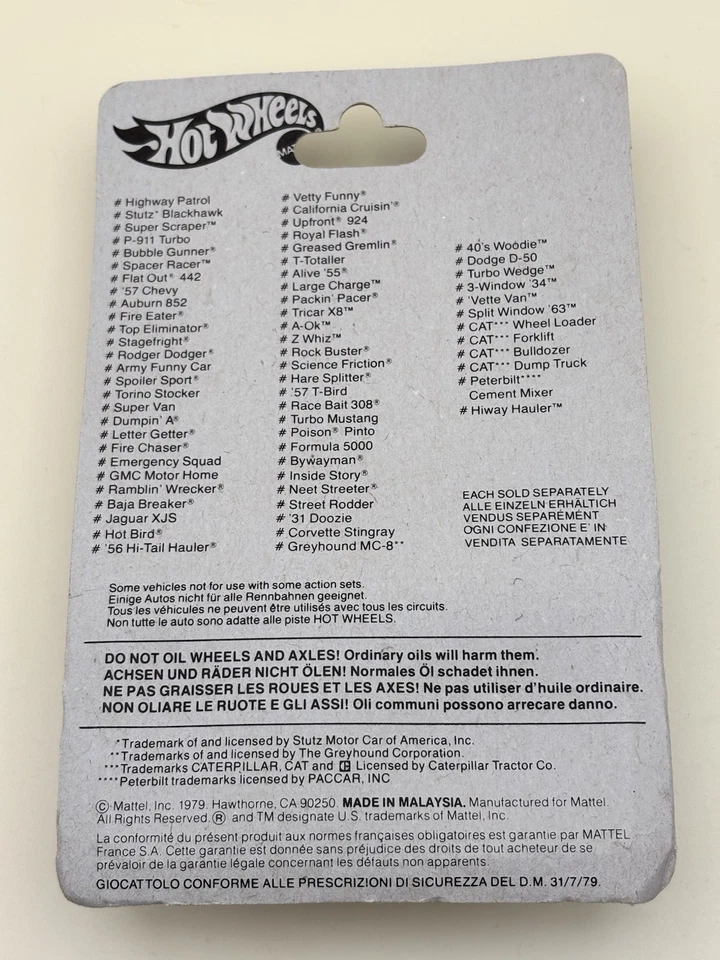 Hot Wheels
MA
# Highway Patrol
# Stutz* Blackhawk
# Super Scraper™
# P-911 Turbo
# Bubble Gunner®
# Spacer Racer™
# Flat Out® 442
# '57 Chevy
# Auburn 852
# Fire Eater®
# Top Eliminator®
# Stagefright®
# Rodger Dodger®
# Army Funny Car
# Spoiler Sport®
# Torino Stocker
# Super Van
# Dumpin' A®
# Letter Getter®
# Fire Chaser®
# Emergency Squad
# GMC Motor Home
# Ramblin' Wrecker®
# Baja Breaker®
# Jaguar XJS
# Hot Bird®
# '56 Hi-Tail Hauler®
# Vetty Funny®
# California Cruisin'®
# Upfront® 924
# Royal Flash®
# Greased Gremlin®
# T-Totaller
# Alive '55®
# Large Charge™
# Packin' Pacer®
# Tricar X8™
# A-Ok™
# Z Whiz™
# Rock Buster®
# Science Friction®
# Hare Splitter®
# '57 T-Bird
# Race Bait 308®
# Turbo Mustang
# Poison® Pinto
# Formula 5000
# Bywayman®
# Inside Story®
# Neet Streeter®
# Street Rodder
# '31 Doozie
# Corvette Stingray
# Greyhound MC-8**
# 40's Woodie™
# Dodge D-50
# Turbo Wedge™
# 3-Window '34™
# 'Vette Van™
# Split Window '63™
# CAT*** Wheel Loader
# CAT*** Forklift
# CAT*** Bulldozer
# CAT*** Dump Truck
# Peterbilt****
Cement Mixer
# Hiway Hauler™
EACH SOLD SEPARATELY
ALLE EINZELN ERHÄLTICH
VENDUS SEPARÉMENT
OGNI CONFEZIONE E' IN
VENDITA SEPARATAMENTE
Some vehicles not for use with some action sets.
Einige Autos nicht für alle Rennbahnen geeignet.
Tous les véhicules ne peuvent être utilisés avec tous les circuits.
Non tutte le auto sono adatte alle piste HOT WHEELS.
DO NOT OIL WHEELS AND AXLES! Ordinary oils will harm them.
ACHSEN UND RÄDER NICHT ÖLEN! Normales Öl schadet ihnen.
NE PAS GRAISSER LES ROUES ET LES AXES! Ne pas utiliser d'huile ordinaire.
NON OLIARE LE RUOTE E GLI ASSI! Oli communi possono arrecare danno.
*Trademark of and licensed by Stutz Motor Car of America, Inc.
**Trademarks of and licensed by The Greyhound Corporation.
***Trademarks CATERPILLAR, CAT and C Licensed by Caterpillar Tractor Co.
****Peterbilt trademarks licensed by PACCAR, INC
© Mattel, Inc. 1979. Hawthorne, CA 90250. MADE IN MALAYSIA. Manufactured for Mattel.
All Rights Reserved. ® and TM designate U.S. trademarks of Mattel, Inc.
La conformité du présent produit aux normes françaises obligatoires est garantie par MATTEL
France S.A. Cette garantie est donnée sans préjudice des droits de tout acheteur de se
prévaloir de la garantie légale concernant les défauts non apparents.
GIOCATTOLO CONFORME ALLE PRESCRIZIONI DI SICUREZZA DEL D.M. 31/7/79.